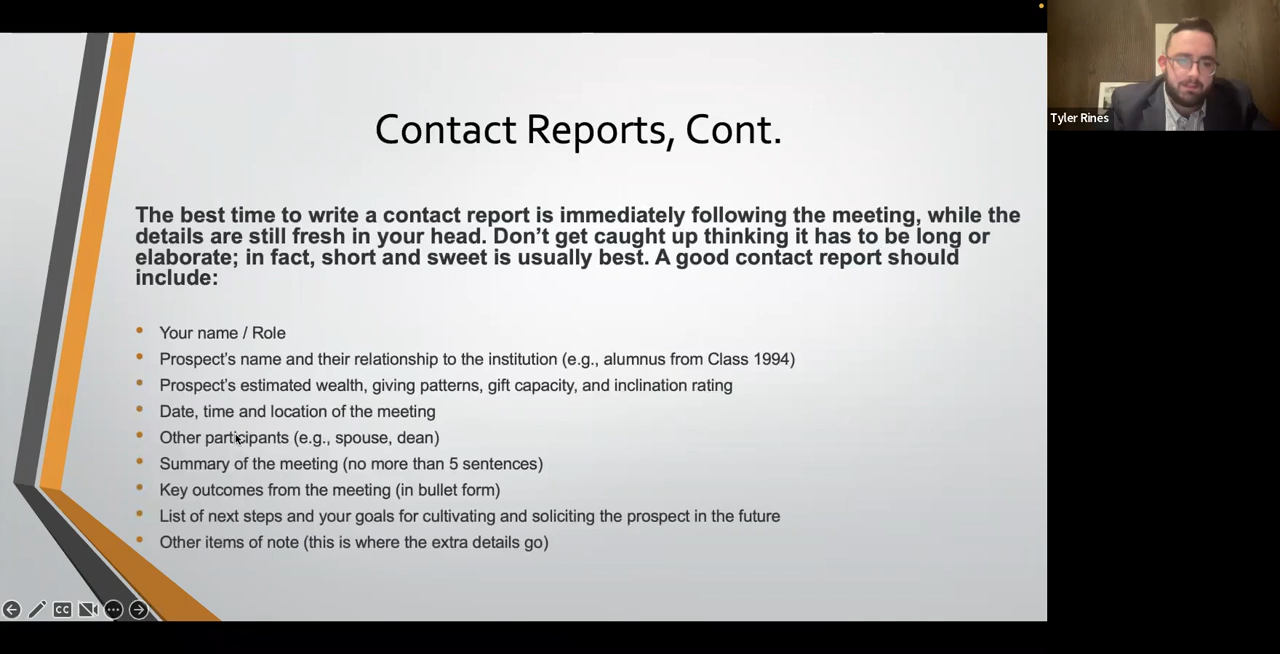 Contact Reports, Cont.
The best time to write a contact report is immediately following the meeting, while the
details are still fresh in your head. Don't get caught up thinking it has to be long or
elaborate; in fact, short and sweet is usually best. A good contact report should
include:
• Your name / Role
• Prospect's name and their relationship to the institution (e.g., alumnus from Class 1994)
• Prospect's estimated wealth, giving patterns, gift capacity, and inclination rating
• Date, time and location of the meeting
• Other participants (e.g., spouse, dean)
• Summary of the meeting (no more than 5 sentences)
• Key outcomes from the meeting (in bullet form)
• List of next steps and your goals for cultivating and soliciting the prospect in the future
• Other items of note (this is where the extra details go)
CC
Tyler Rines